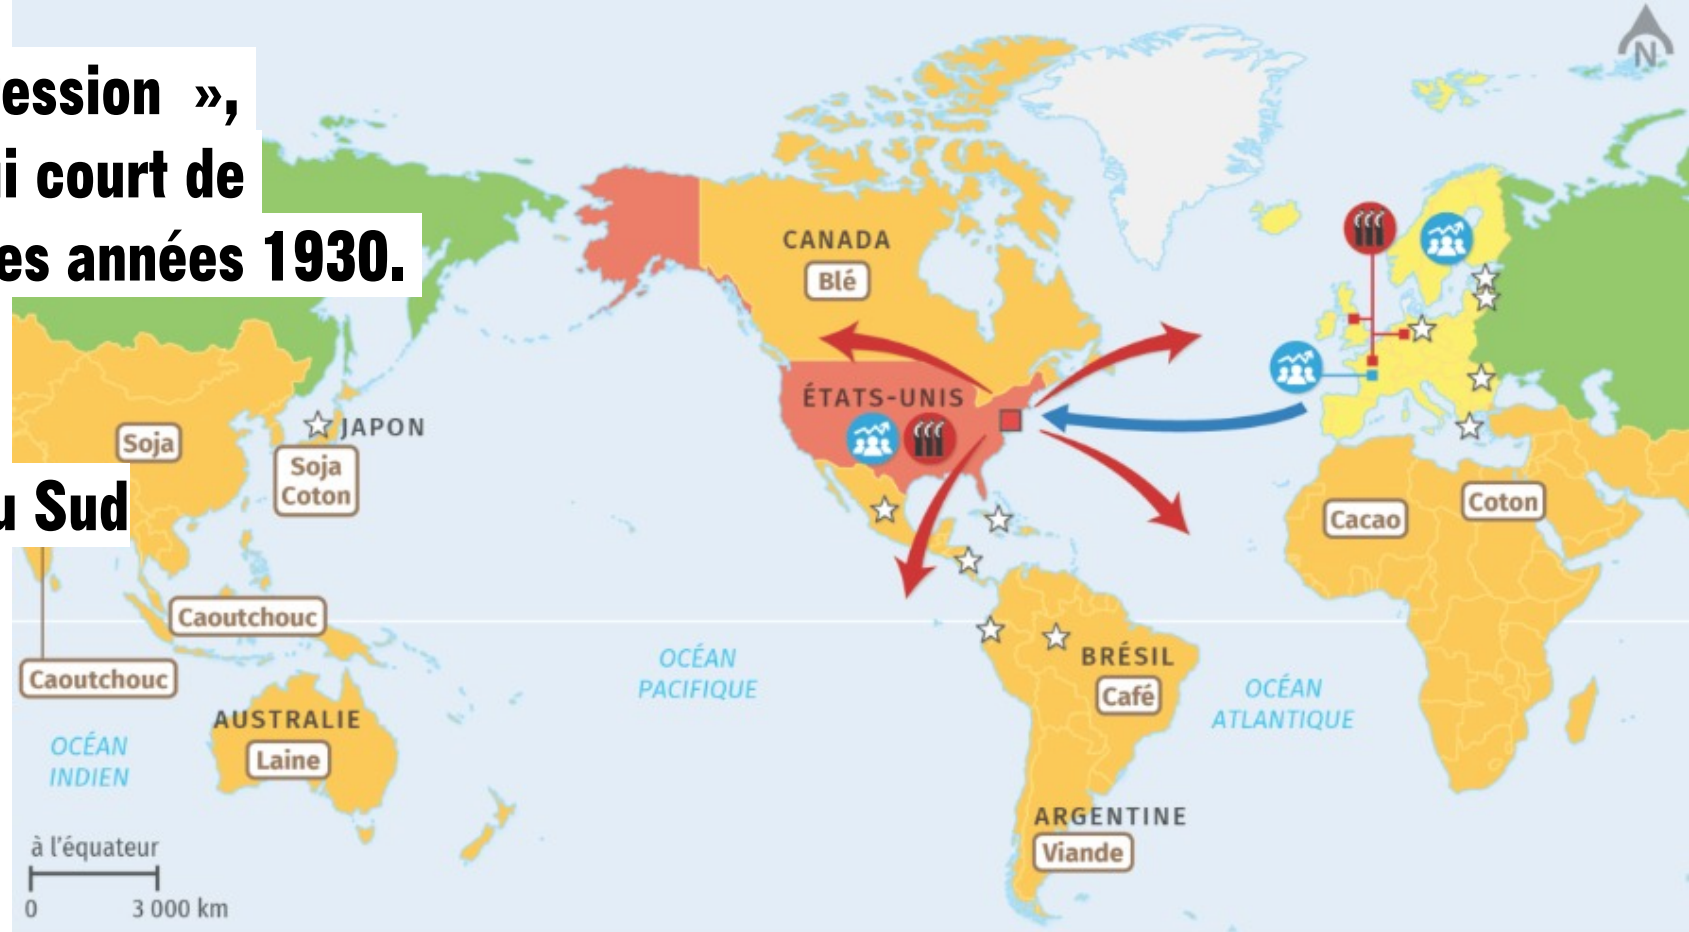 ession »,
i court de
es années 1930.
u Sud
N
CANADA
Blé
ÉTATS-UNIS
JAPON
Soja
Soja
Coton
Cacao
Coton
Caoutchouc
Caoutchouc
OCÉAN
PACIFIQUE
BRÉSIL
Café
OCÉAN
ATLANTIQUE
AUSTRALIE
Laine
OCÉAN
INDIEN
ARGENTINE
Viande
à l'équateur
0 3 000 km